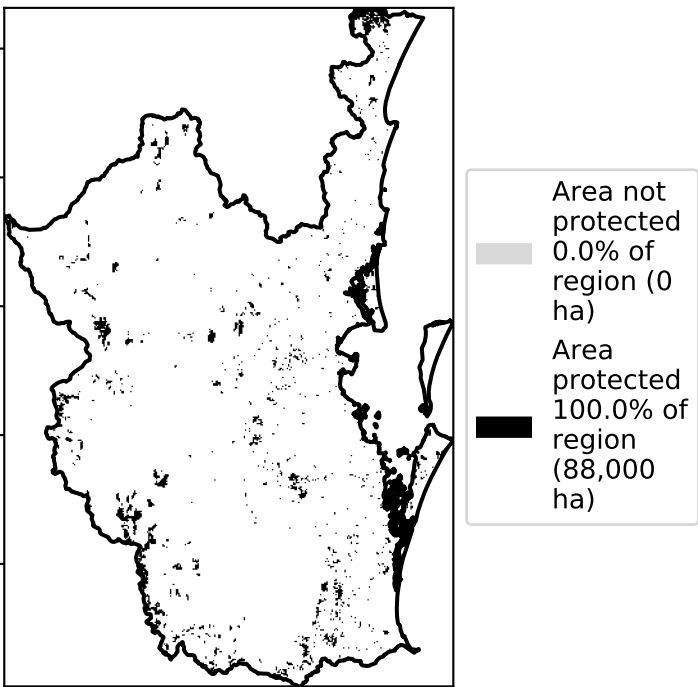 Area not
protected
0.0% of
region (0
ha)
Area
protected
100.0% of
region
(88,000
ha)